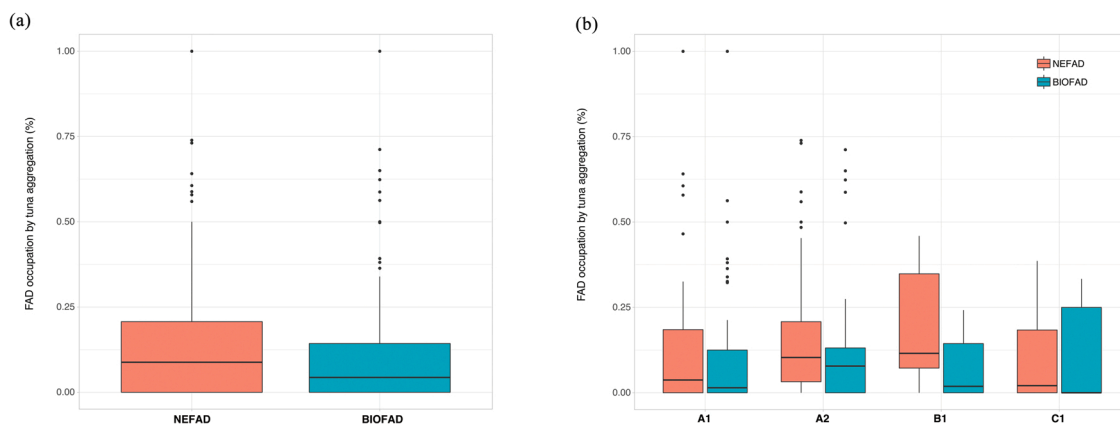 (a)
FAD occupation by tuna aggregation (%)
1.00
0.75
0.50
0.25
0.00
NEFAD
BIOFAD
(b)
FAD occupation by tuna aggregation (%)
1.00
0.75
0.50
0.25
0.00
NEFAD
BIOFAD
A1
A2
B1
C1